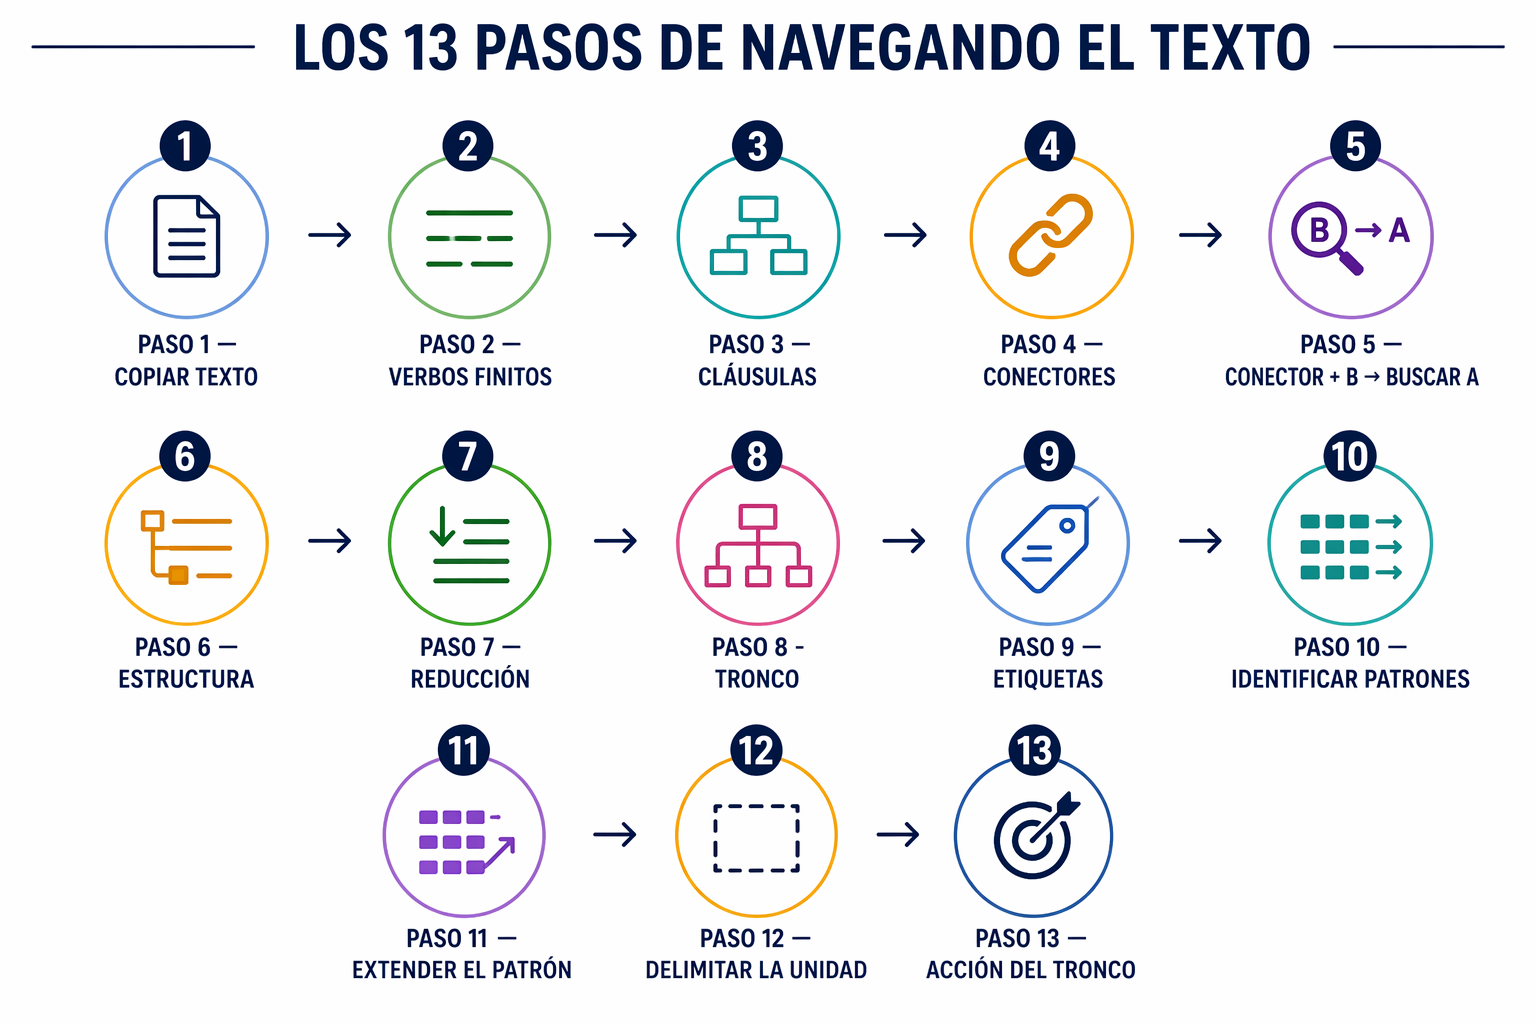 LOS 13 PASOS DE NAVEGANDO EL TEXTO
1
PASO 1 —
COPIAR TEXTO
2
PASO 2 —
VERBOS FINITOS
3
PASO 3 —
CLÁUSULAS
4
PASO 4 —
CONECTORES
5
B → A
PASO 5 —
CONECTOR + B → BUSCAR A
6
PASO 6 —
ESTRUCTURA
7
PASO 7 —
REDUCCIÓN
8
PASO 8 -
TRONCO
9
PASO 9 —
ETIQUETAS
10
PASO 10 —
IDENTIFICAR PATRONES
11
PASO 11 —
EXTENDER EL PATRÓN
12
PASO 12 —
DELIMITAR LA UNIDAD
13
PASO 13 —
ACCIÓN DEL TRONCO